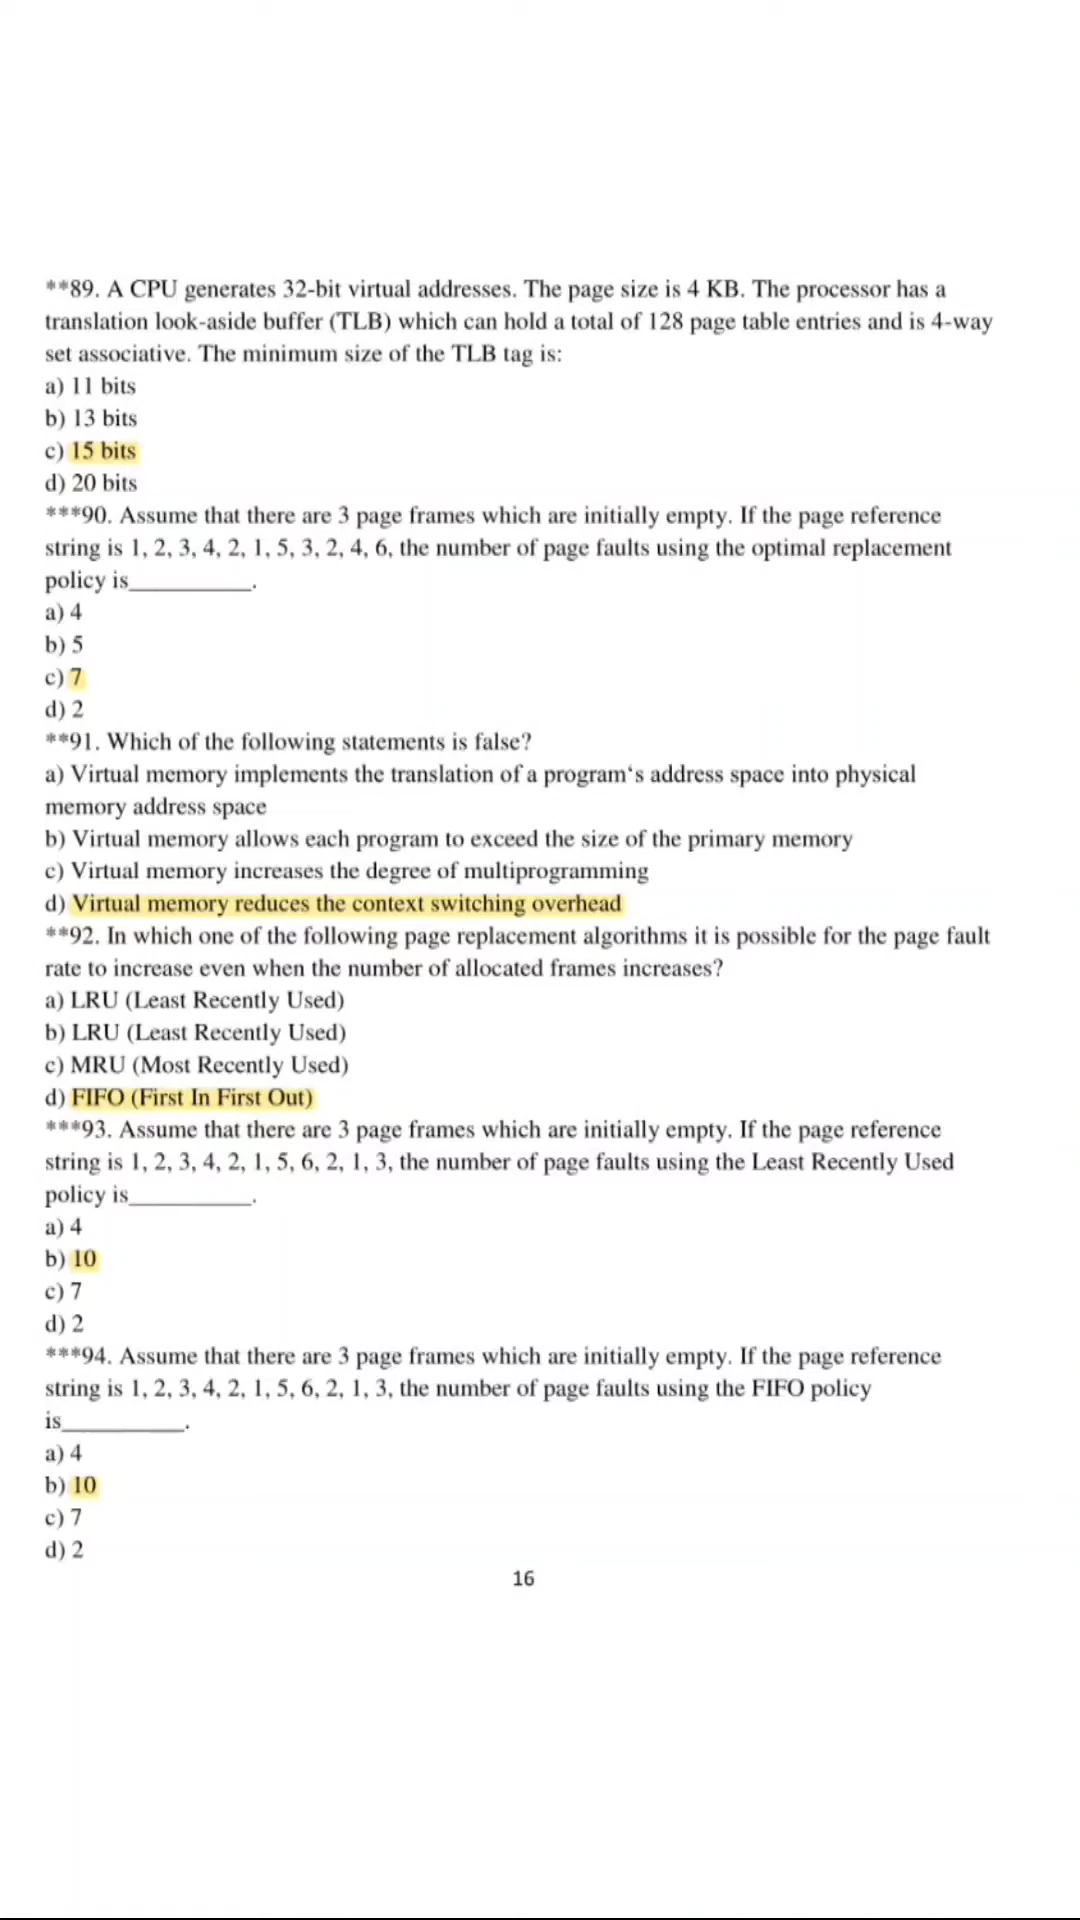 **89. A CPU generates 32-bit virtual addresses. The page size is 4 KB. The processor has a
translation look-aside buffer (TLB) which can hold a total of 128 page table entries and is 4-way
set associative. The minimum size of the TLB tag is:
a) 11 bits
b) 13 bits
c) 15 bits
d) 20 bits
***90. Assume that there are 3 page frames which are initially empty. If the page reference
string is 1, 2, 3, 4, 2, 1, 5, 3, 2, 4, 6, the number of page faults using the optimal replacement
policy is__________.
a) 4
b) 5
c) 7
d) 2
**91. Which of the following statements is false?
a) Virtual memory implements the translation of a program‘s address space into physical
memory address space
b) Virtual memory allows each program to exceed the size of the primary memory
c) Virtual memory increases the degree of multiprogramming
d) Virtual memory reduces the context switching overhead
**92. In which one of the following page replacement algorithms it is possible for the page fault
rate to increase even when the number of allocated frames increases?
a) LRU (Least Recently Used)
b) LRU (Least Recently Used)
c) MRU (Most Recently Used)
d) FIFO (First In First Out)
***93. Assume that there are 3 page frames which are initially empty. If the page reference
string is 1, 2, 3, 4, 2, 1, 5, 6, 2, 1, 3, the number of page faults using the Least Recently Used
policy is__________.
a) 4
b) 10
c) 7
d) 2
***94. Assume that there are 3 page frames which are initially empty. If the page reference
string is 1, 2, 3, 4, 2, 1, 5, 6, 2, 1, 3, the number of page faults using the FIFO policy
is__________.
a) 4
b) 10
c) 7
d) 2
16